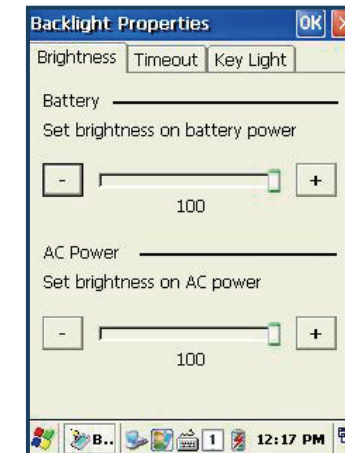 Backlight Properties OK
Brightness Timeout Key Light
Battery
Set brightness on battery power
- +
100
AC Power
Set brightness on AC power
- +
100
B.. 1 12:17 PM